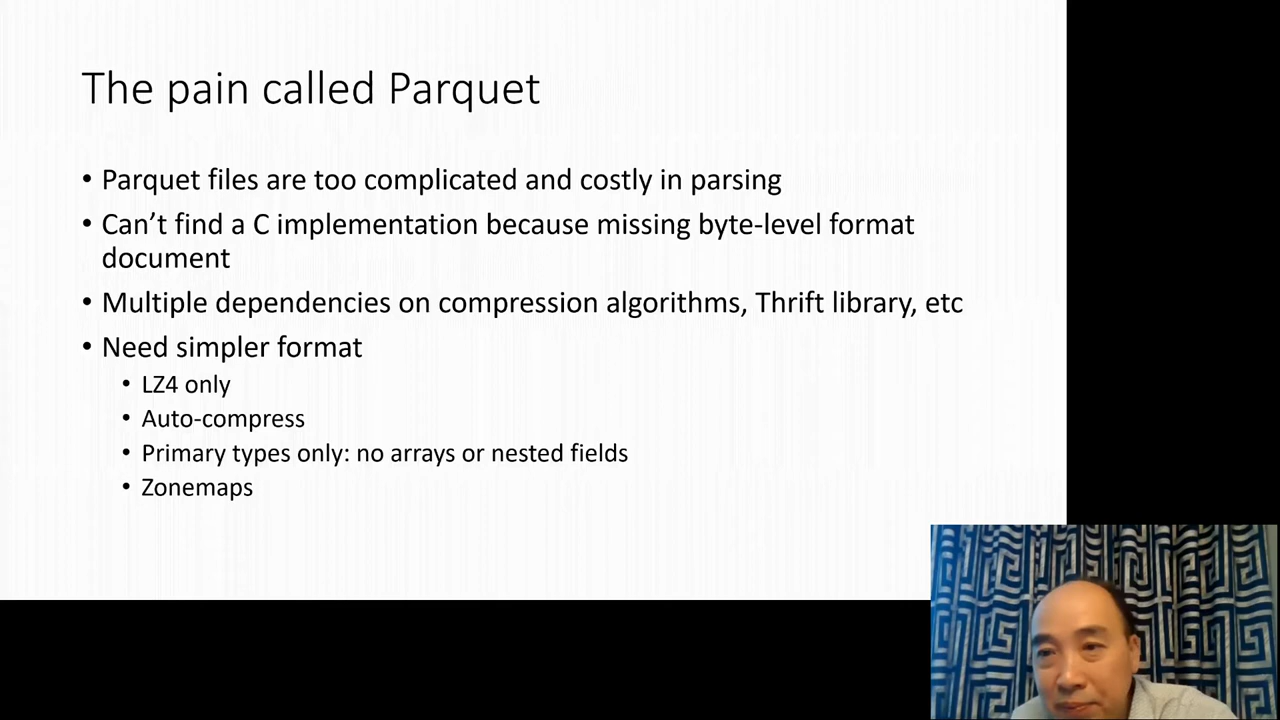 The pain called Parquet
• Parquet files are too complicated and costly in parsing
• Can’t find a C implementation because missing byte-level format
document
• Multiple dependencies on compression algorithms, Thrift library, etc
• Need simpler format
• LZ4 only
• Auto-compress
• Primary types only: no arrays or nested fields
• Zonemaps